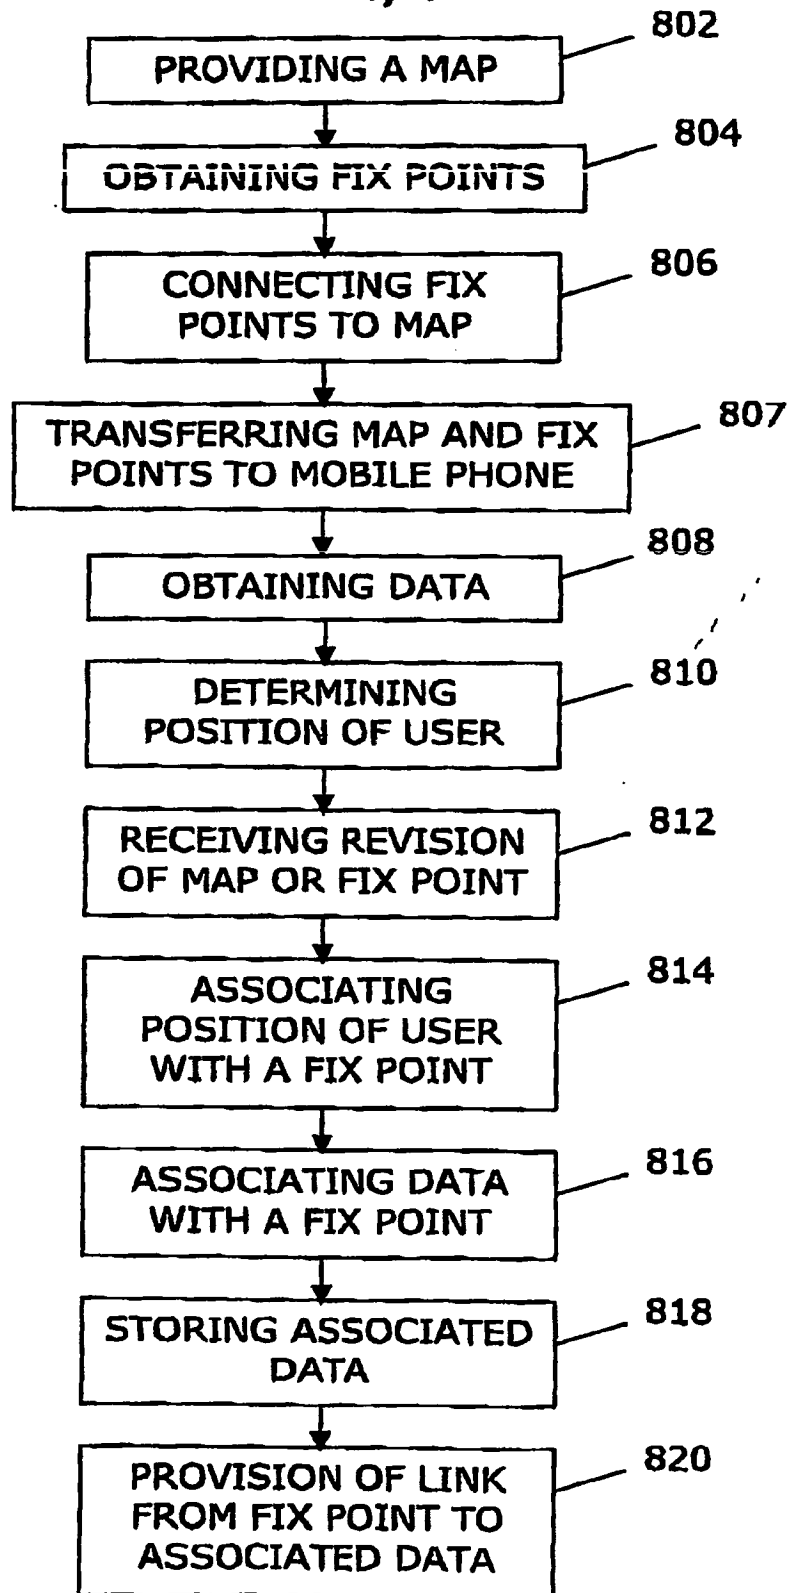 802
PROVIDING A MAP
804
OBTAINING FIX POINTS
806
CONNECTING FIX
POINTS TO MAP
807
TRANSFERRING MAP AND FIX
POINTS TO MOBILE PHONE
808
OBTAINING DATA
810
DETERMINING
POSITION OF USER
812
RECEIVING REVISION
OF MAP OR FIX POINT
814
ASSOCIATING
POSITION OF USER
WITH A FIX POINT
816
ASSOCIATING DATA
WITH A FIX POINT
818
STORING ASSOCIATED
DATA
820
PROVISION OF LINK
FROM FIX POINT TO
ASSOCIATED DATA